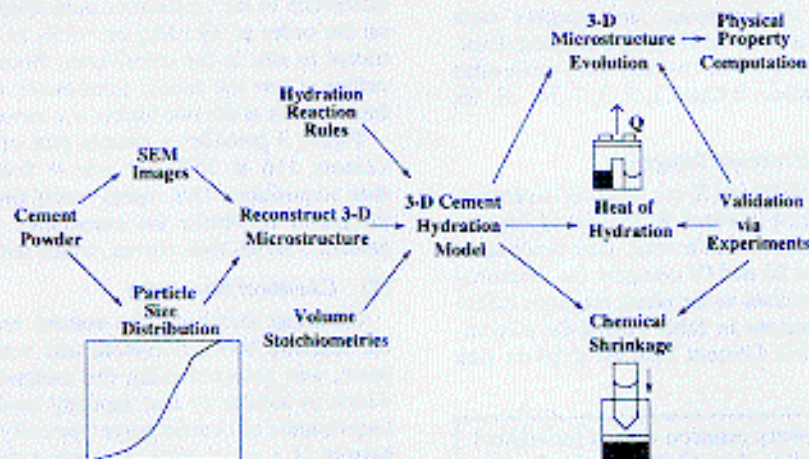 3-D
Microstructure
Evolution
Physical
Property
Computation
Hydration
Reaction
Rules
Q
SEM
Images
Cement
Powder
Reconstruct 3-D
Microstructure
3-D Cement
Hydration
Model
Heat of
Hydration
Validation
via
Experiments
Particle
Size
Distribution
Volume
Stoichiometries
Chemical
Shrinkage